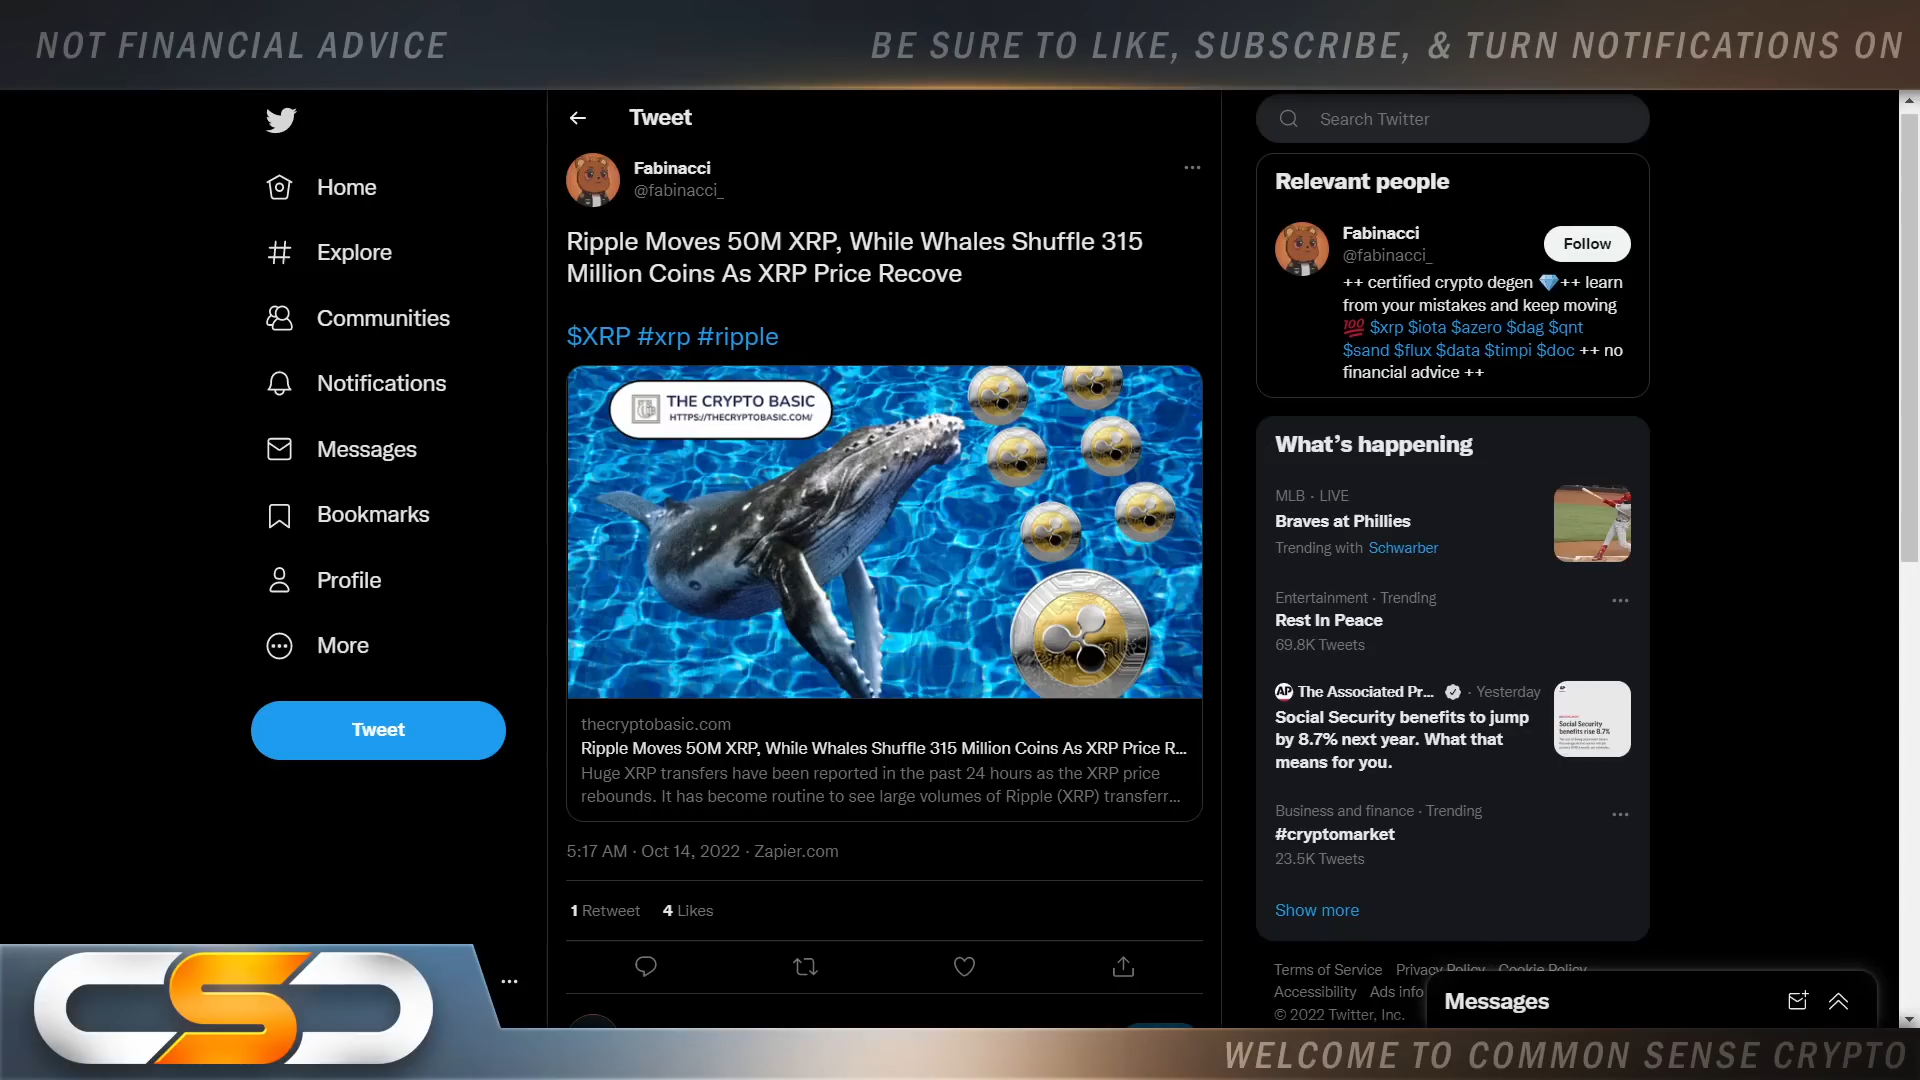 NOT FINANCIAL ADVICE
BE SURE TO LIKE, SUBSCRIBE, & TURN NOTIFICATIONS ON
Home
Explore
Communities
Notifications
Messages
Bookmarks
Profile
More
Tweet
Tweet
Fabinacci
@fabinacci_
Ripple Moves 50M XRP, While Whales Shuffle 315
Million Coins As XRP Price Recove
$XRP #xrp #ripple
THE CRYPTO BASIC
HTTPS://THECRYPTOBASIC.COM/
thecryptobasic.com
Ripple Moves 50M XRP, While Whales Shuffle 315 Million Coins As XRP Price R...
Huge XRP transfers have been reported in the past 24 hours as the XRP price
rebounds. It has become routine to see large volumes of Ripple (XRP) transferr...
5:17 AM · Oct 14, 2022 · Zapier.com
1 Retweet 4 Likes
Search Twitter
Relevant people
Fabinacci
@fabinacci_
Follow
++ certified crypto degen 💎++ learn
from your mistakes and keep moving
💯 $xrp $iota $azero $dag $qnt
$sand $flux $data $timpi $doc ++ no
financial advice ++
What's happening
MLB · LIVE
Braves at Phillies
Trending with Schwarber
Entertainment · Trending
Rest In Peace
69.8K Tweets
AP The Associated Pr... · Yesterday
Social Security benefits to jump
by 8.7% next year. What that
means for you.
Social Security
benefits rise 8.7%
Business and finance · Trending
#cryptomarket
23.5K Tweets
Show more
Terms of Service Privacy Policy Cookie Policy
Accessibility Ads info
© 2022 Twitter, Inc.
Messages
CSC
WELCOME TO COMMON SENSE CRYPTO